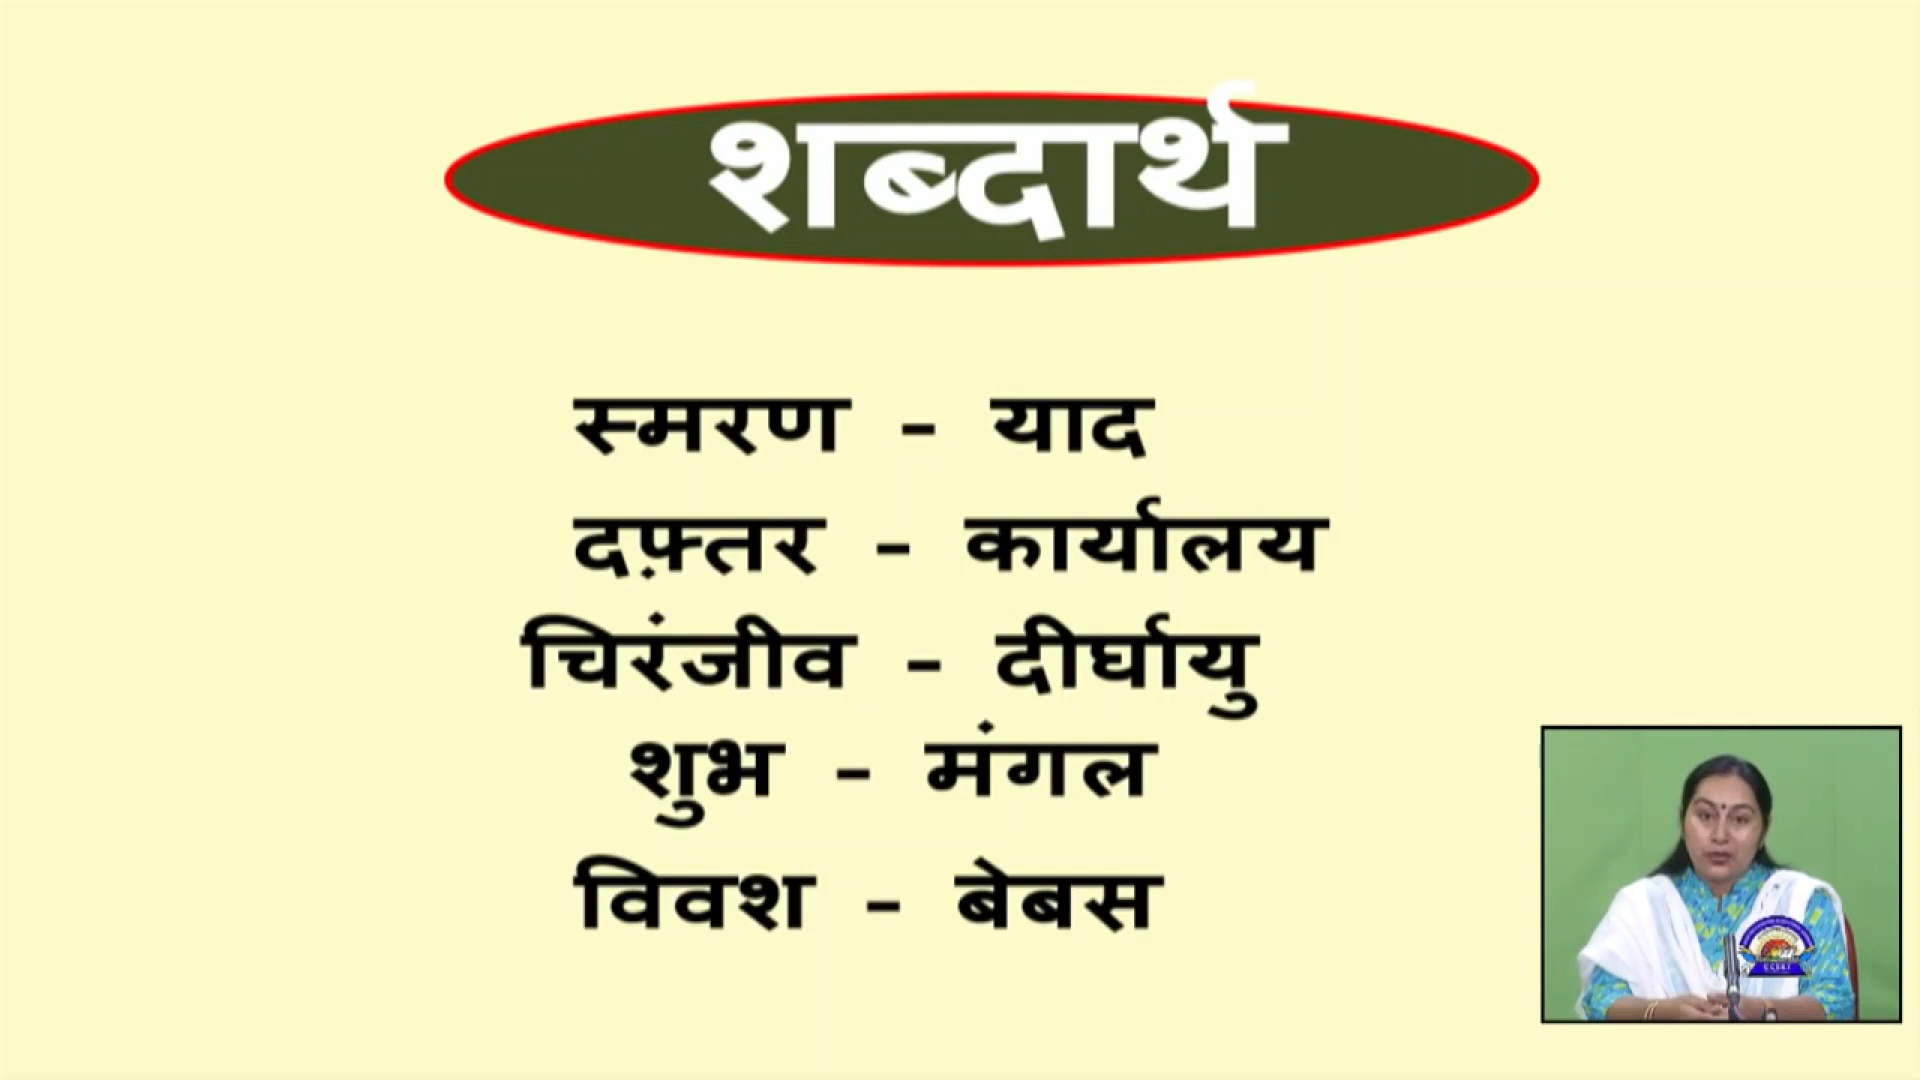 शब्दार्थ
स्मरण - याद
दफ़्तर - कार्यालय
चिरंजीव - दीर्घायु
शुभ - मंगल
विवश - बेबस